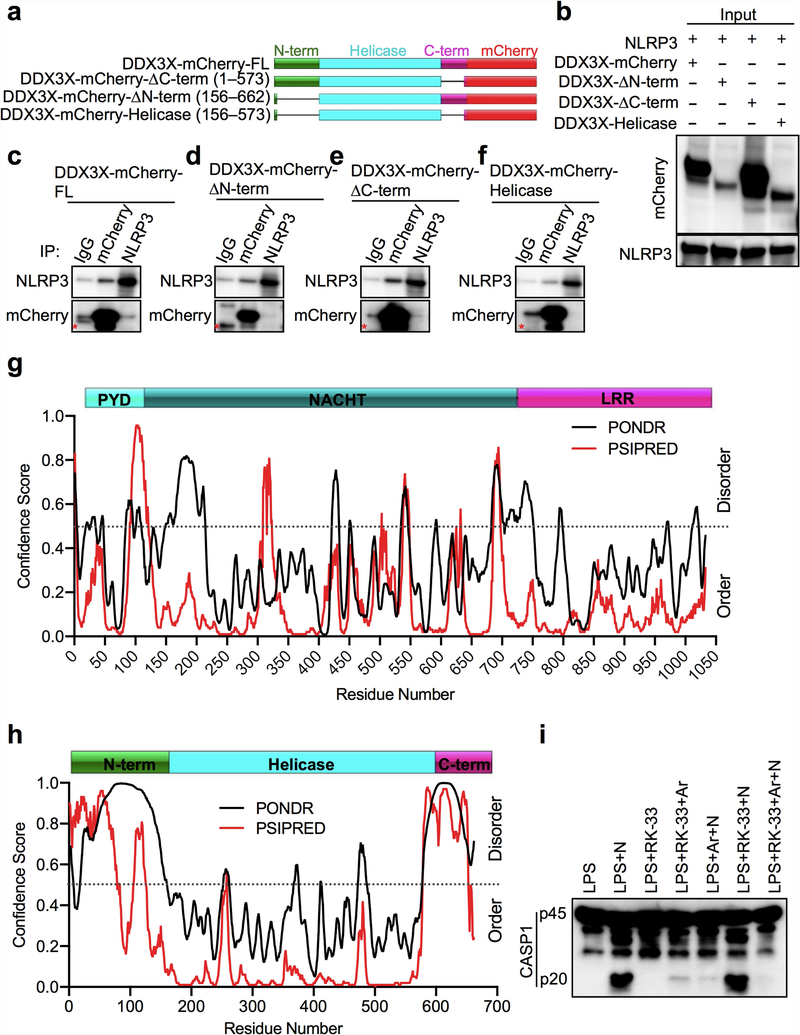 a
N-term Helicase C-term mCherry
DDX3X-mCherry-FL
DDX3X-mCherry-ΔC-term (1–573)
DDX3X-mCherry-ΔN-term (156–662)
DDX3X-mCherry-Helicase (156–573)
b
Input
NLRP3 + + + +
DDX3X-mCherry + – – –
DDX3X-ΔN-term – + – –
DDX3X-ΔC-term – – + –
DDX3X-Helicase – – – +
mCherry
NLRP3
c
DDX3X-mCherry-
FL
IP: IgG mCherry NLRP3
NLRP3
mCherry
*
d
DDX3X-mCherry-
ΔN-term
IgG mCherry NLRP3
NLRP3
mCherry
*
e
DDX3X-mCherry-
ΔC-term
IgG mCherry NLRP3
NLRP3
mCherry
*
f
DDX3X-mCherry-
Helicase
IgG mCherry NLRP3
NLRP3
mCherry
*
g
PYD NACHT LRR
PONDR
PSIPRED
Confidence Score
1.0
0.8
0.6
0.4
0.2
0.0
Disorder
Order
0 50 100 150 200 250 300 350 400 450 500 550 600 650 700 750 800 850 900 950 1000 1050
Residue Number
h
N-term Helicase C-term
PONDR
PSIPRED
Confidence Score
1.0
0.8
0.6
0.4
0.2
0.0
Disorder
Order
0 100 200 300 400 500 600 700
Residue Number
i
LPS
LPS+N
LPS+RK-33
LPS+RK-33+Ar
LPS+Ar+N
LPS+RK-33+N
LPS+RK-33+Ar+N
CASP1
p45
p20